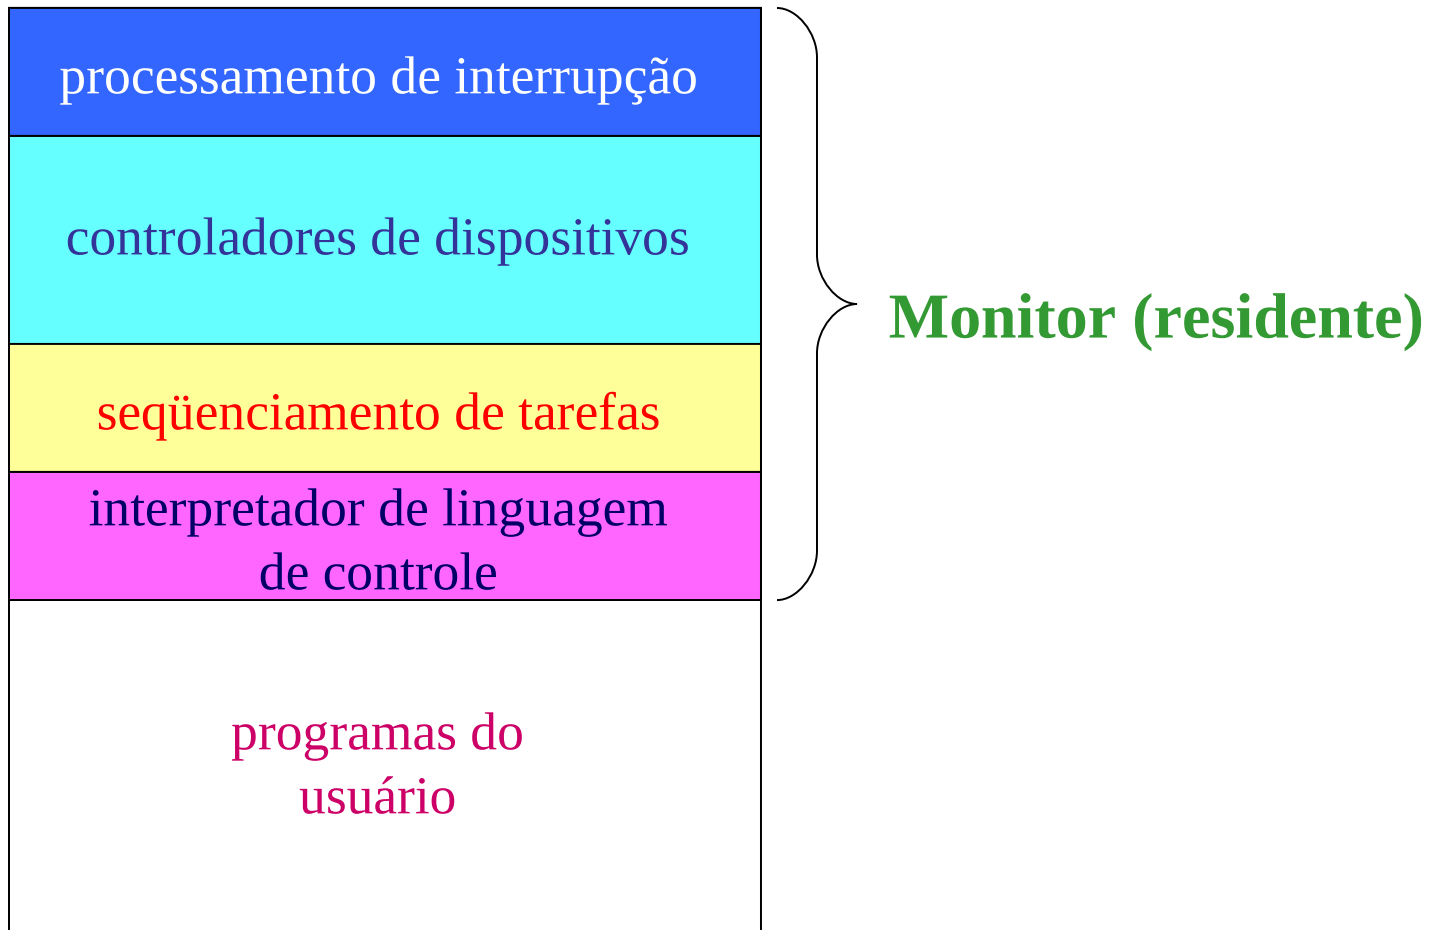 processamento de interrupção
controladores de dispositivos
Monitor (residente)
seqüenciamento de tarefas
interpretador de linguagem
de controle
programas do
usuário